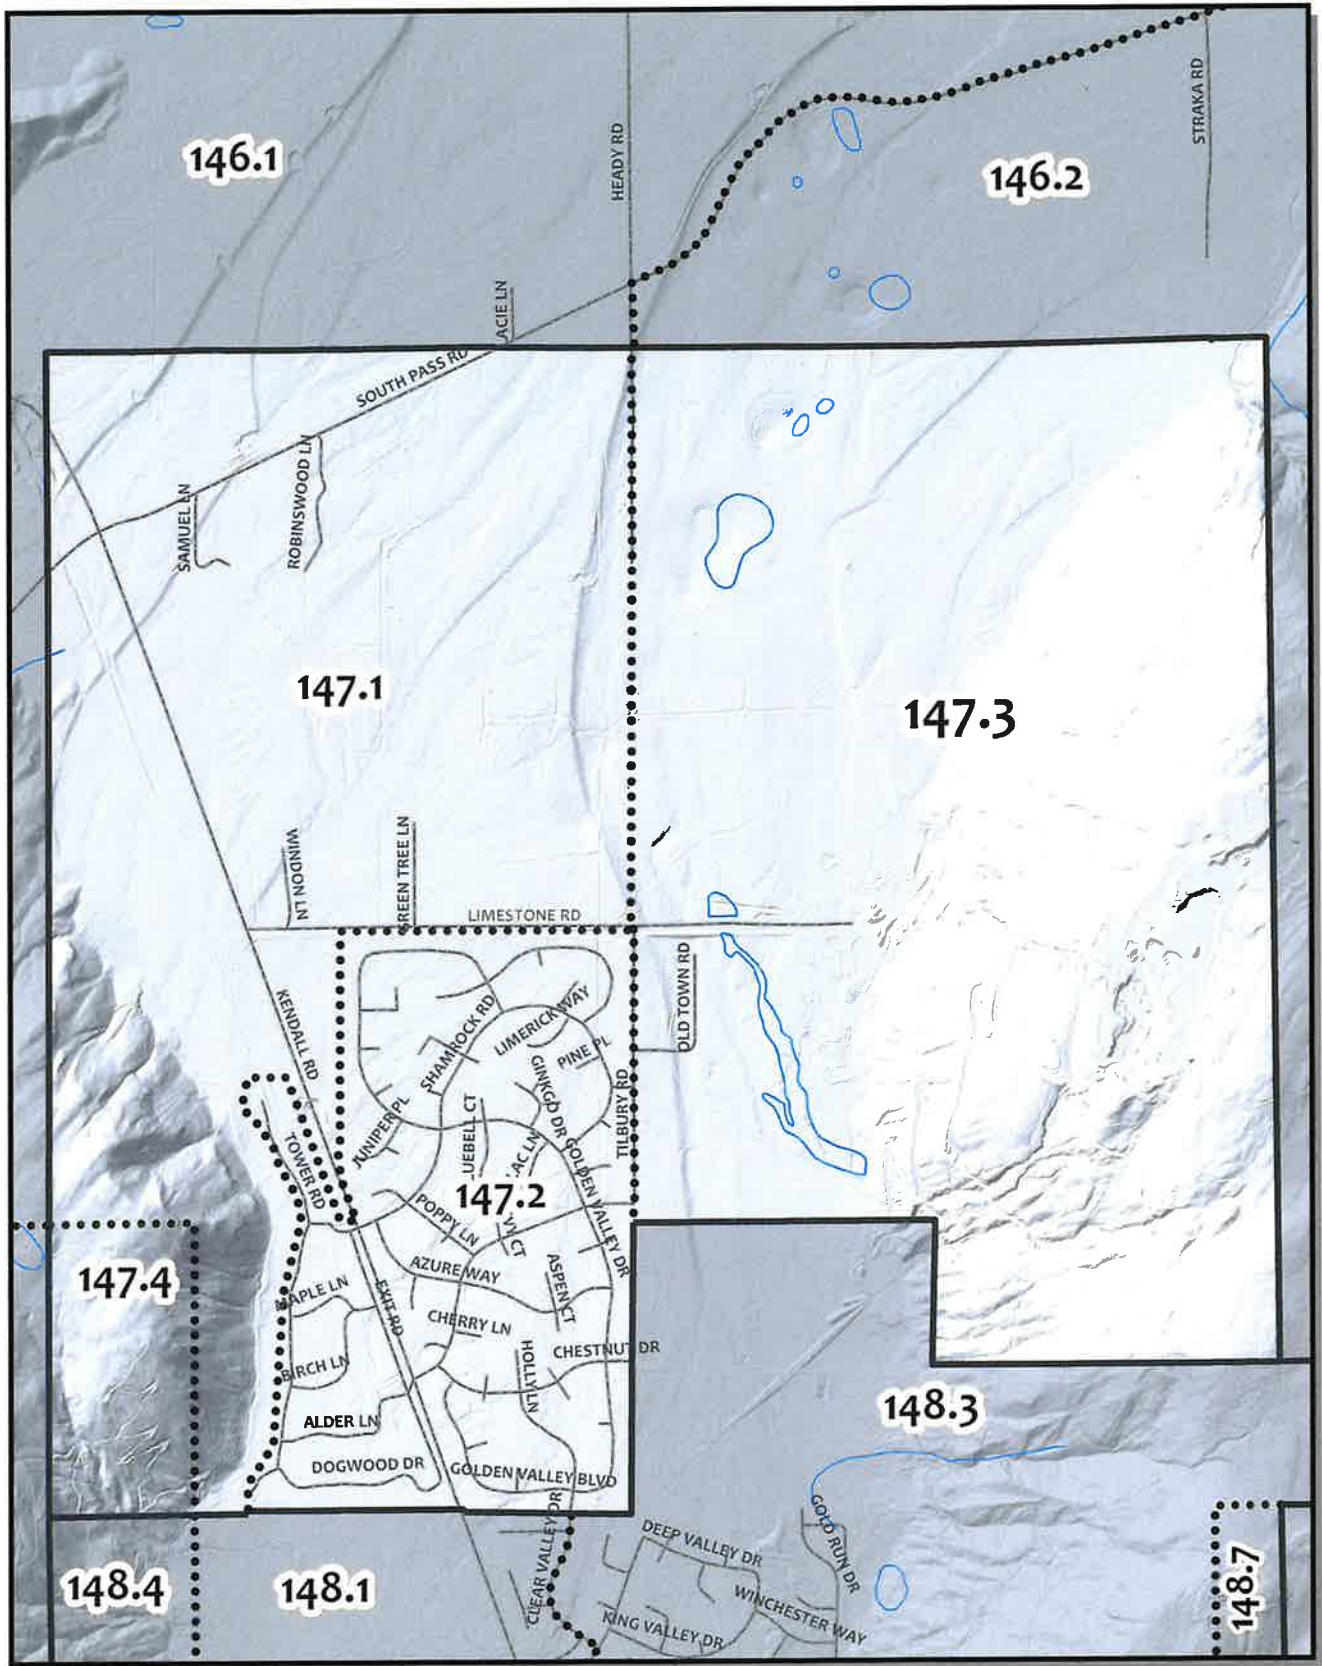 STRAKA RD
HEADY RD
146.1
146.2
ACIE LN
SOUTH PASS RD
ROBINSWOOD LN
SAMUEL LN
147.1
147.3
WINDON LN
GREEN TREE LN
LIMESTONE RD
OLD TOWN RD
KENDALL RD
SHAMROCK RD
LIMERICK WAY
PINE PL
GINKGO DR
TILBURY RD
JUNIPER PL
UEBELL CT
AC LN
GOLDEN VALLEY DR
TOWER RD
147.2
POPPY LN
CT
AZURE WAY
ASPEN CT
147.4
MAPLE LN
EXIT RD
CHERRY LN
HOLLY LN
CHESTNUT DR
BIRCH LN
148.3
ALDER LN
DOGWOOD DR
GOLDEN VALLEY BLVD
CLEAR VALLEY DR
GOLD RUN DR
DEEP VALLEY DR
148.4
148.1
WINCHESTER WAY
KING VALLEY DR
148.7